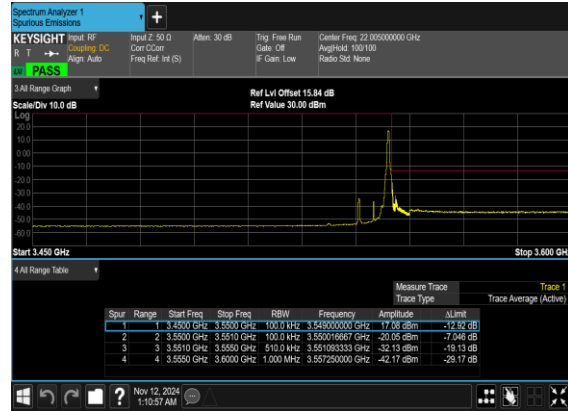 Spectrum Analyzer 1
Spurious Emissions
KEYSIGHT Input: RF Input Z: 50 Ω Atten: 30 dB Trig: Free Run Center Freq: 22.005000000 GHz
R T Coupling: DC Corr CCorr Gate: Off Avg|Hold: 100/100
Align: Auto Freq Ref: Int (S) IF Gain: Low Radio Std: None
PASS
3 All Range Graph
Ref Lvl Offset 15.84 dB
Scale/Div 10.0 dB Ref Value 30.00 dBm
Log
20.0
10.0
0.00
-10.0
-20.0
-30.0
-40.0
-50.0
-60.0
Start 3.450 GHz Stop 3.600 GHz
4 All Range Table
Measure Trace Trace 1
Trace Type Trace Average (Active)
Spur Range Start Freq Stop Freq RBW Frequency Amplitude ΔLimit
1 1 3.4500 GHz 3.5500 GHz 100.0 kHz 3.549000000 GHz 17.08 dBm -12.92 dB
2 2 3.5500 GHz 3.5510 GHz 100.0 kHz 3.550016667 GHz -20.05 dBm -7.046 dB
3 3 3.5510 GHz 3.5550 GHz 510.0 kHz 3.551093333 GHz -32.13 dBm -19.13 dB
4 4 3.5550 GHz 3.6000 GHz 1.000 MHz 3.557250000 GHz -42.17 dBm -29.17 dB
? Nov 12, 2024
1:10:57 AM